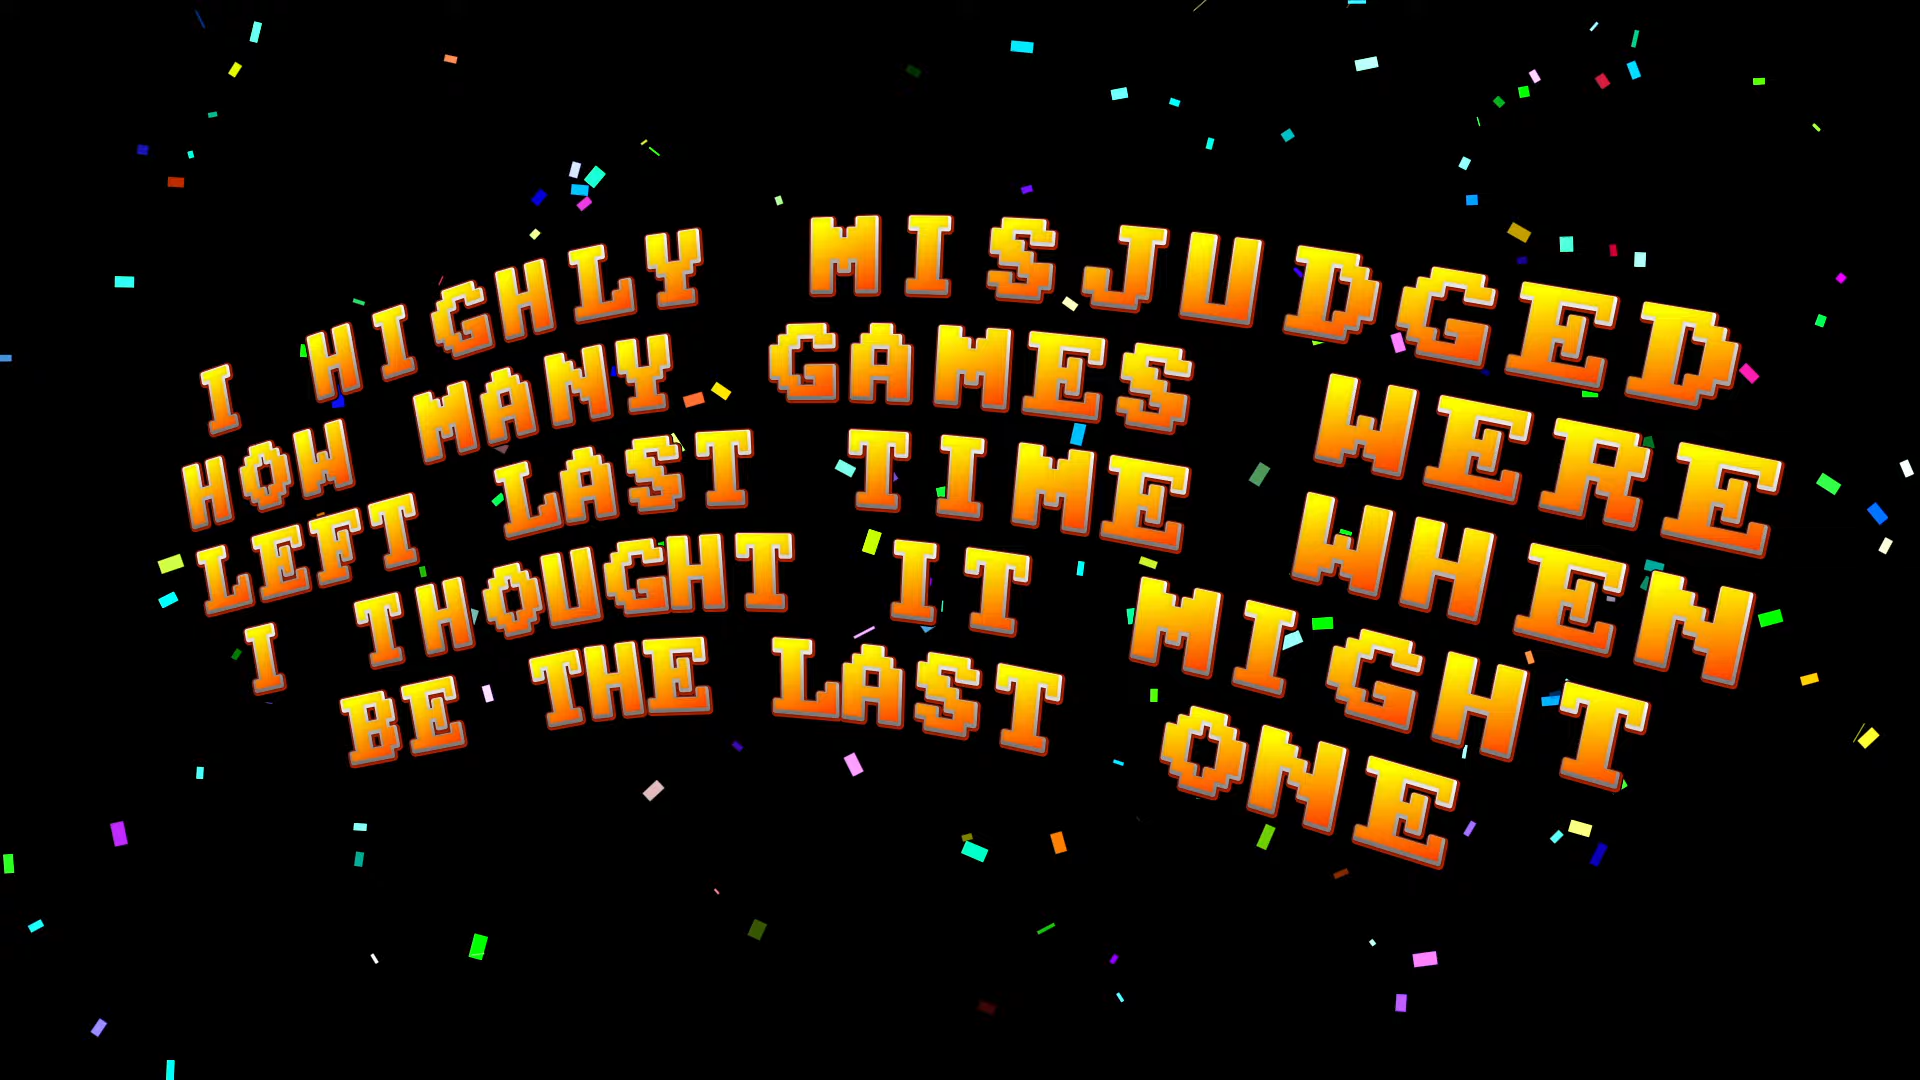 I HIGHLY MISJUDGED
HOW MANY GAMES WERE
LEFT LAST TIME WHEN
I THOUGHT IT MIGHT
BE THE LAST ONE